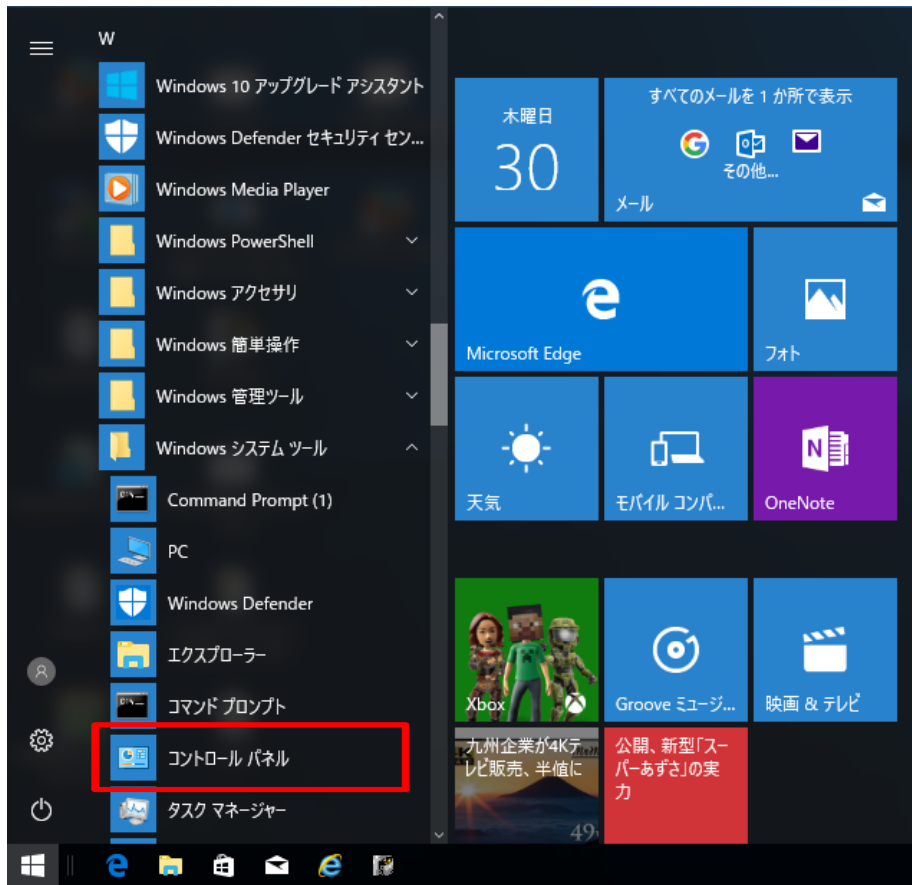 W
Windows 10 アップグレード アシスタント
Windows Defender セキュリティ セン...
Windows Media Player
Windows PowerShell
Windows アクセサリ
Windows 簡単操作
Windows 管理ツール
Windows システム ツール
Command Prompt (1)
PC
Windows Defender
エクスプローラー
コマンド プロンプト
コントロール パネル
タスク マネージャー
木曜日
30
すべてのメールを 1 か所で表示
その他...
メール
Microsoft Edge
フォト
天気
モバイル コンパ...
OneNote
Xbox
Groove ミュージ...
映画 & テレビ
九州企業が4Kテ
レビ販売、半値に
公開、新型「スー
パーあずさ」の実
力